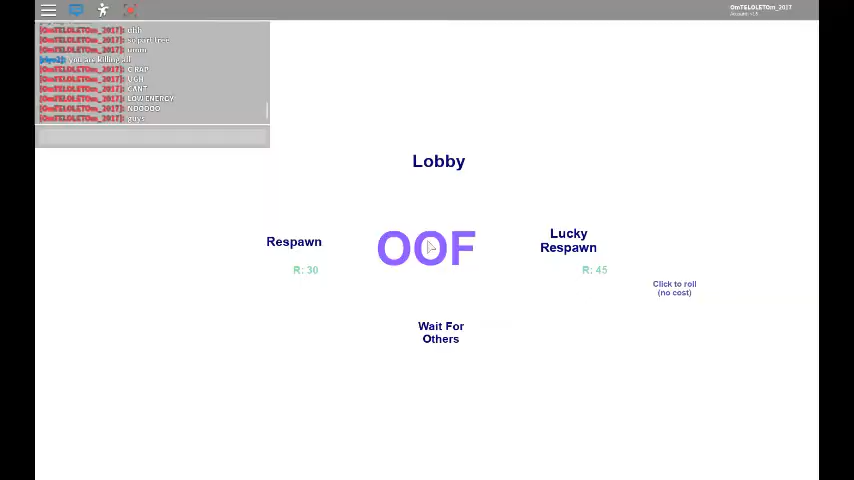 OmTELOLETOm_2017
[OmTELOLETOm_2017]: ohh
[OmTELOLETOm_2017]: so part free
[OmTELOLETOm_2017]: umm
you are killing all
[OmTELOLETOm_2017]: CRAP
[OmTELOLETOm_2017]: UGH
[OmTELOLETOm_2017]: CANT
[OmTELOLETOm_2017]: LOW ENERGY
[OmTELOLETOm_2017]: NOOOOO
[OmTELOLETOm_2017]: guys
Lobby
Respawn
R: 30
OOF
Lucky
Respawn
R: 45
Click to roll
(no cost)
Wait For
Others